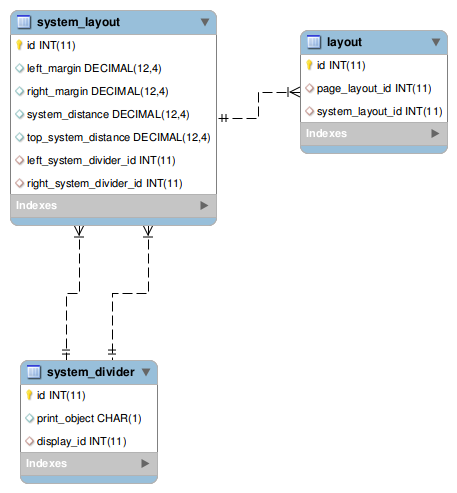 system_layout
id INT(11)
left_margin DECIMAL(12,4)
right_margin DECIMAL(12,4)
system_distance DECIMAL(12,4)
top_system_distance DECIMAL(12,4)
left_system_divider_id INT(11)
right_system_divider_id INT(11)
Indexes
layout
id INT(11)
page_layout_id INT(11)
system_layout_id INT(11)
Indexes
system_divider
id INT(11)
print_object CHAR(1)
display_id INT(11)
Indexes